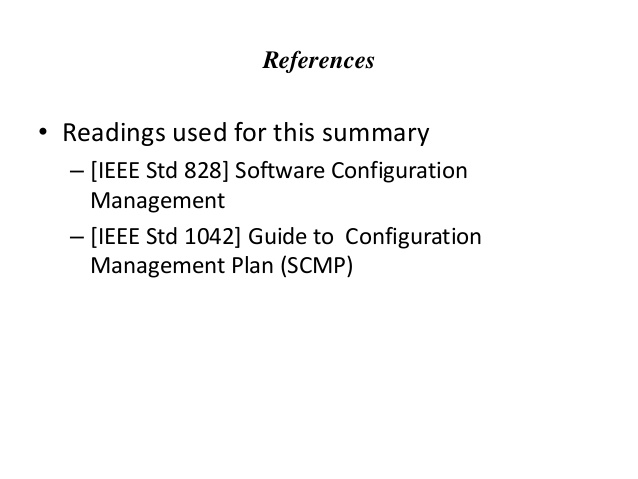 References
• Readings used for this summary
– [IEEE Std 828] Software Configuration
Management
– [IEEE Std 1042] Guide to  Configuration
Management Plan (SCMP)